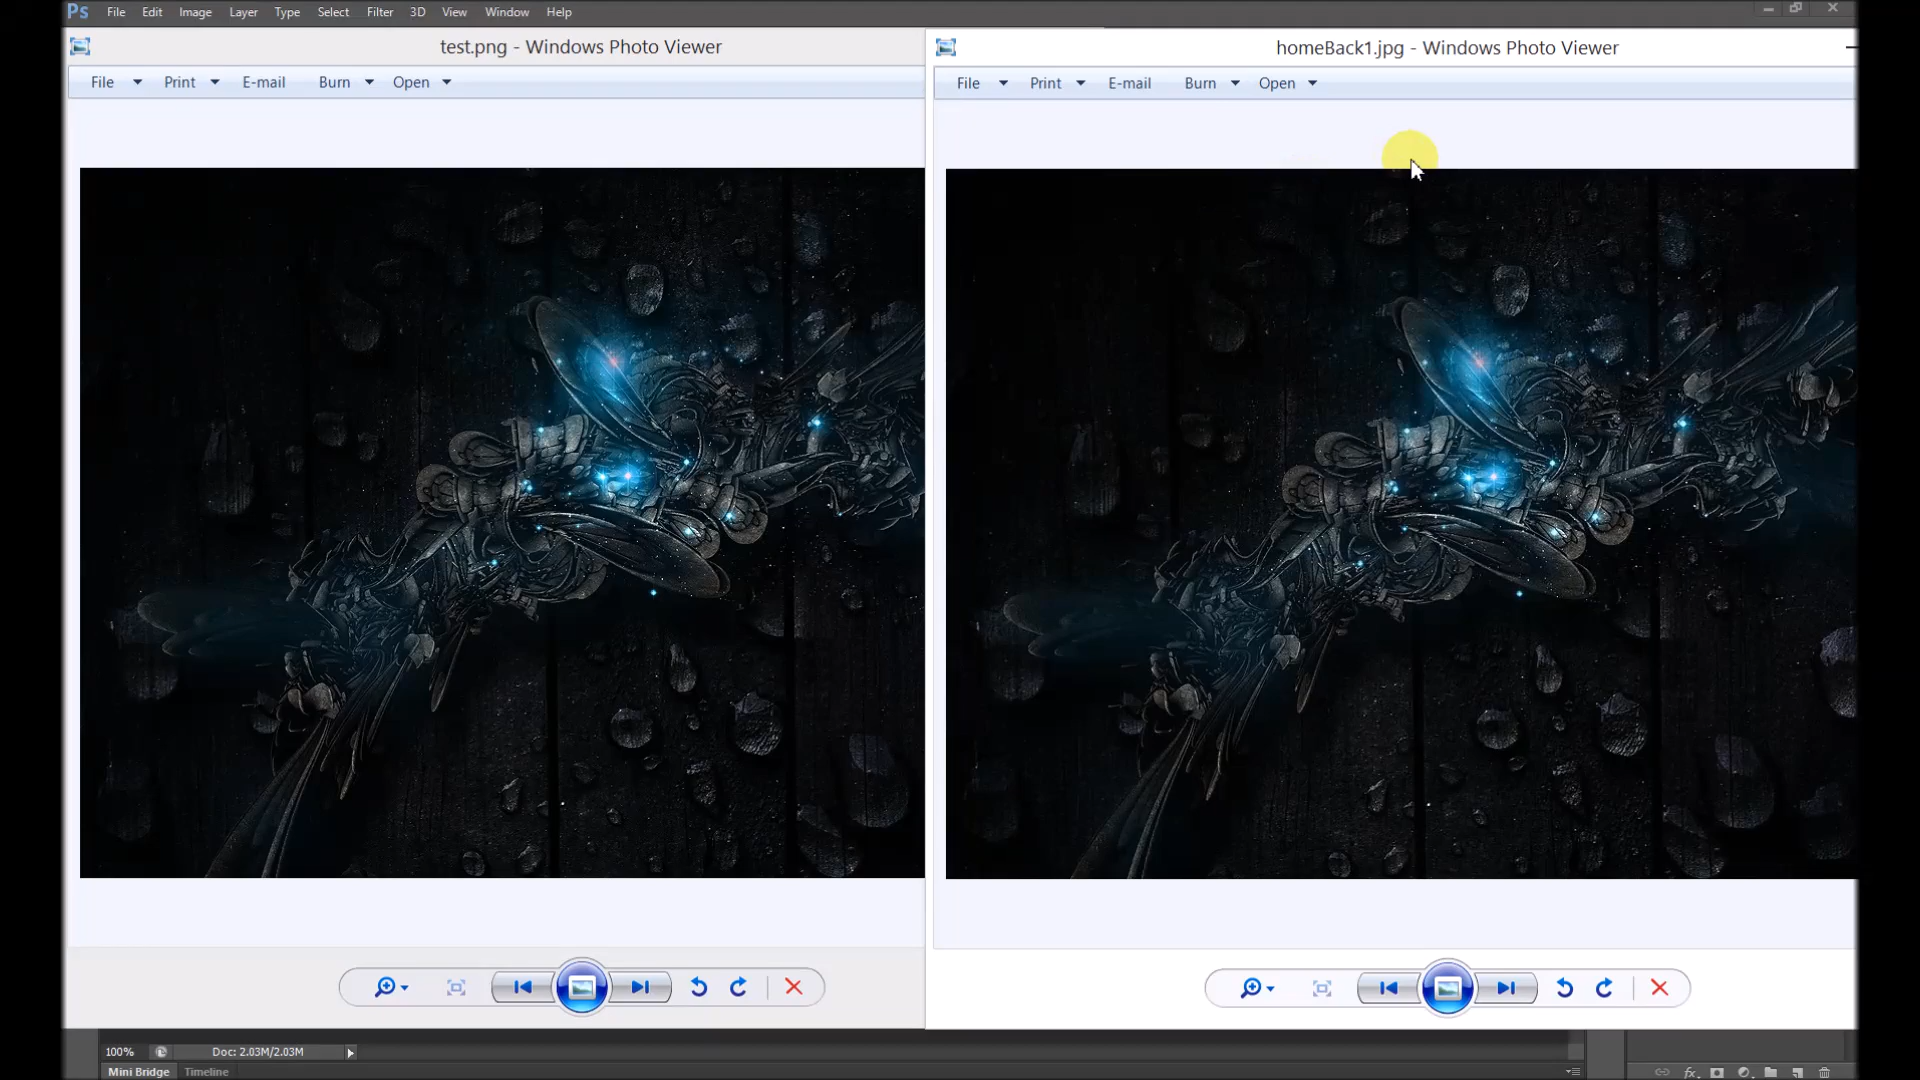 Ps File Edit Image Layer Type Select Filter 3D View Window Help
test.png - Windows Photo Viewer
File Print E-mail Burn Open
homeBack1.jpg - Windows Photo Viewer
File Print E-mail Burn Open
100% Doc: 2.03M/2.03M
Mini Bridge Timeline
fx